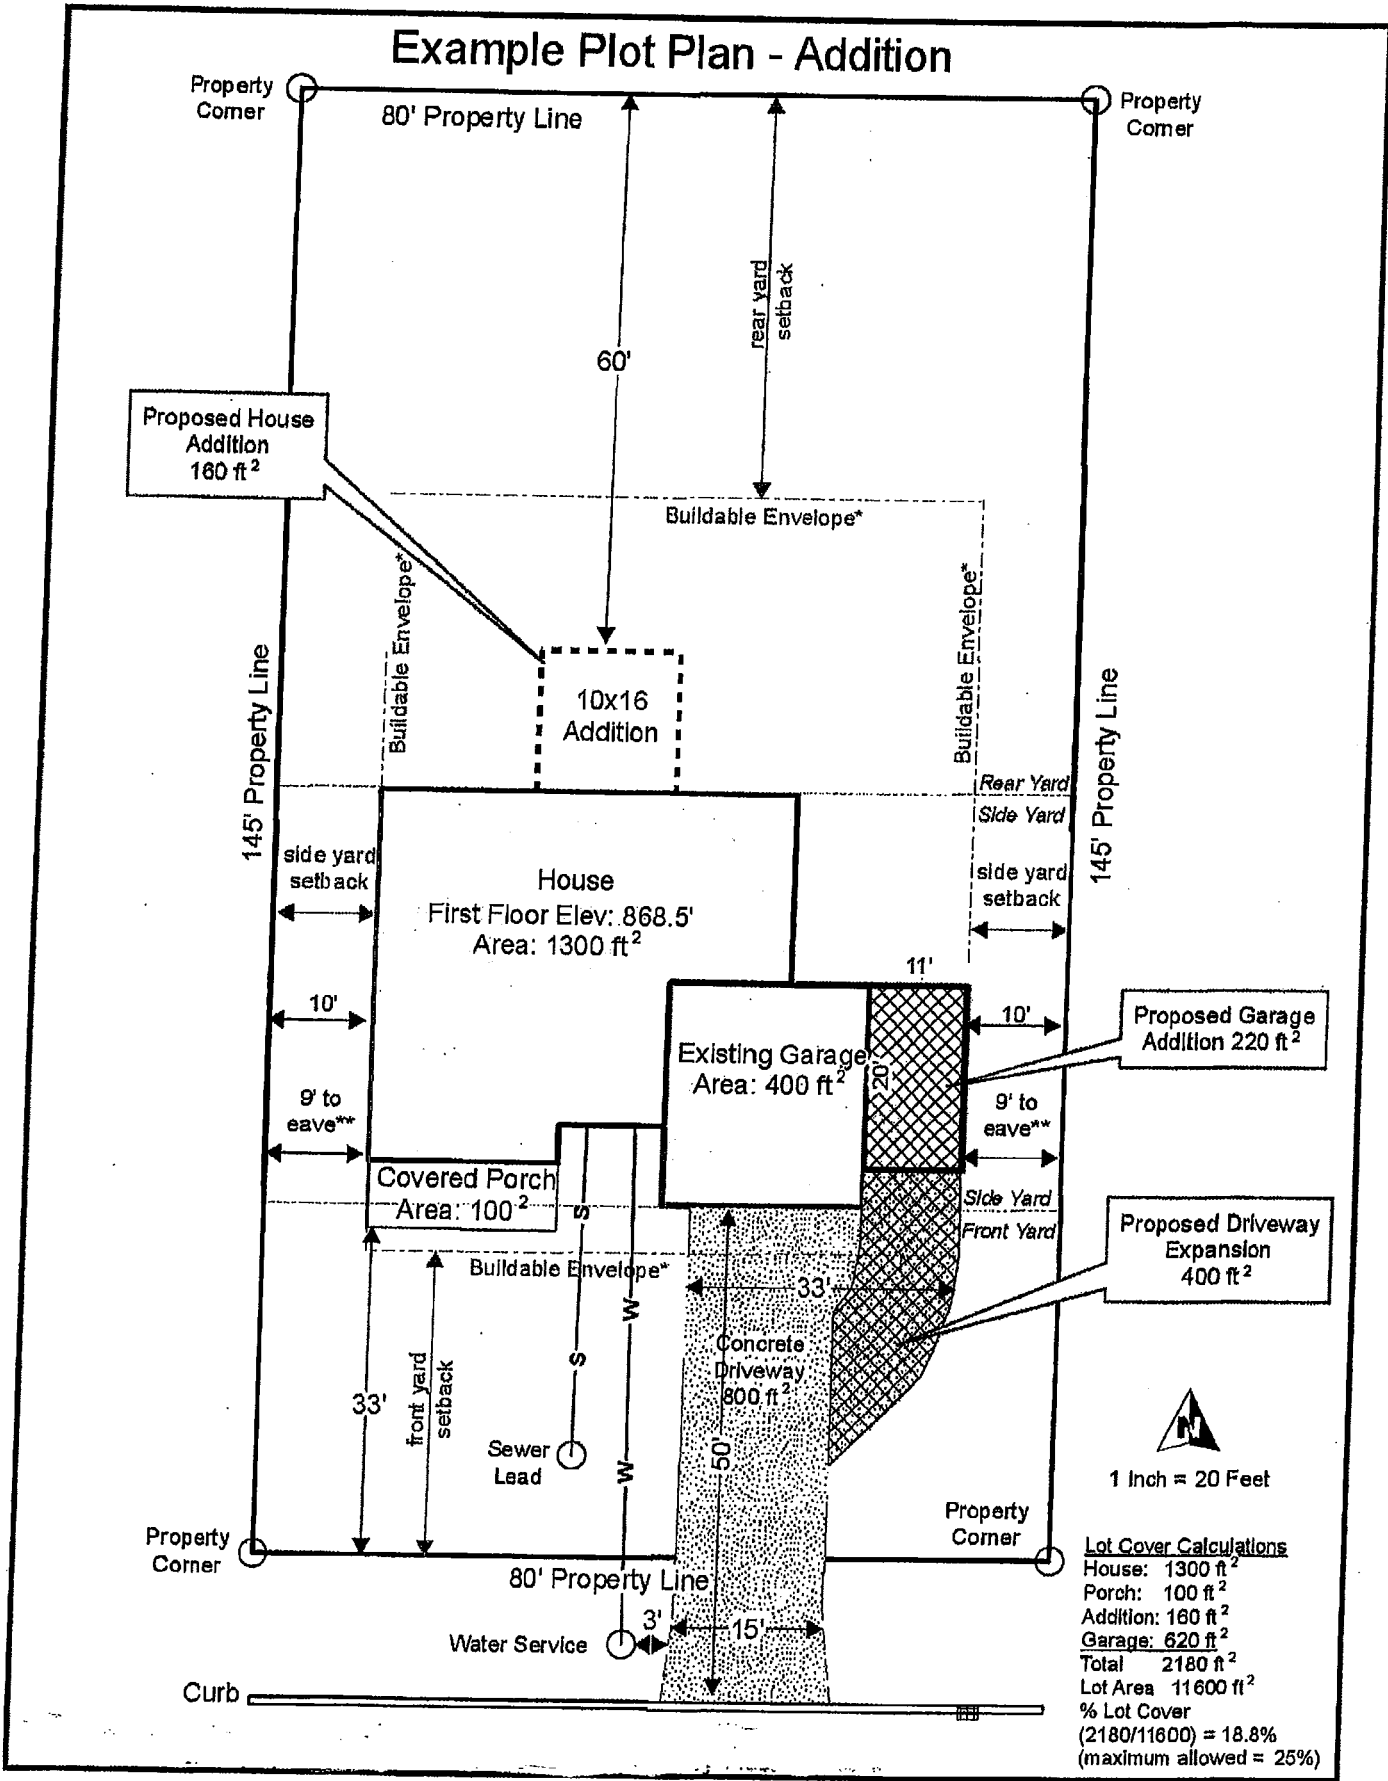 Example Plot Plan - Addition
Property
Corner
80' Property Line
Property
Corner
rear yard
setback
60'
Proposed House
Addition
160 ft²
Buildable Envelope*
Buildable Envelope*
Buildable Envelope*
10x16
Addition
145' Property Line
145' Property Line
Rear Yard
Side Yard
side yard
setback
side yard
setback
House
First Floor Elev: 868.5'
Area: 1300 ft²
11'
10'
10'
Proposed Garage
Addition 220 ft²
Existing Garage
Area: 400 ft²
20'
9' to
eave**
9' to
eave**
Covered Porch
Area: 100²
Side Yard
Front Yard
S
Proposed Driveway
Expansion
400 ft²
Buildable Envelope*
33'
W
Concrete
Driveway
800 ft²
S
front yard
setback
33'
N
Sewer
Lead
W
50'
1 Inch = 20 Feet
Property
Corner
Property
Corner
80' Property Line
3'
15'
Water Service
Curb
Lot Cover Calculations
House: 1300 ft²
Porch: 100 ft²
Addition: 160 ft²
Garage: 620 ft²
Total 2180 ft²
Lot Area 11600 ft²
% Lot Cover
(2180/11600) = 18.8%
(maximum allowed = 25%)